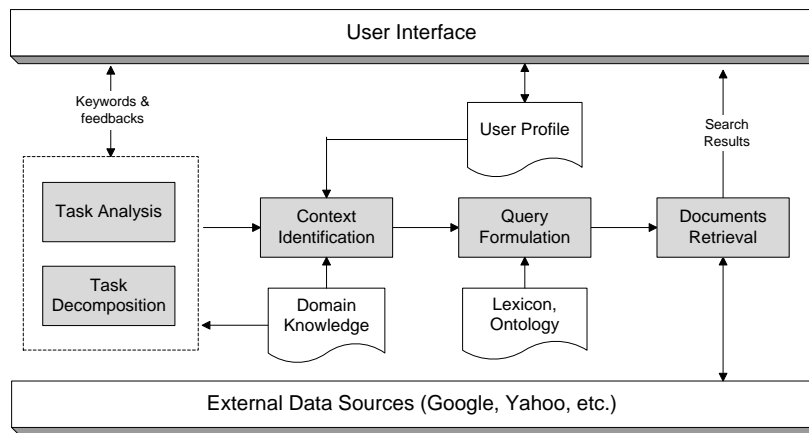 User Interface
Keywords &
feedbacks
User Profile
Search
Results
Task Analysis
Context
Identification
Query
Formulation
Documents
Retrieval
Task
Decomposition
Domain
Knowledge
Lexicon,
Ontology
External Data Sources (Google, Yahoo, etc.)